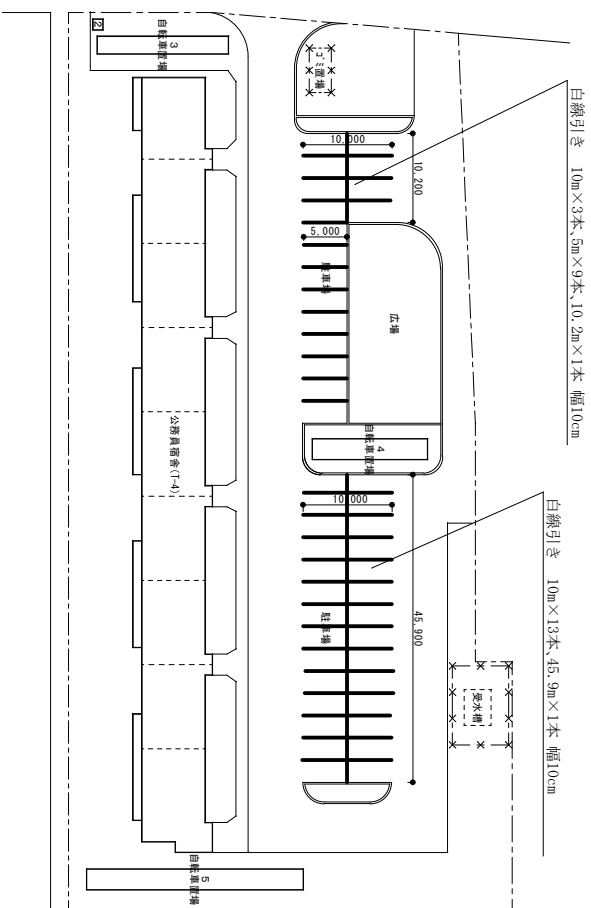 白線引き　10m×3本、5m×9本、10.2m×1本 幅10cm
白線引き　10m×13本、45.9m×1本 幅10cm
2
3
自転車置場
ｺﾞﾐ置場
10,000
10,200
5,000
駐車場
広場
4
自転車置場
公務員宿舎(T-4)
10,000
45,900
駐車場
受水槽
5
自転車置場